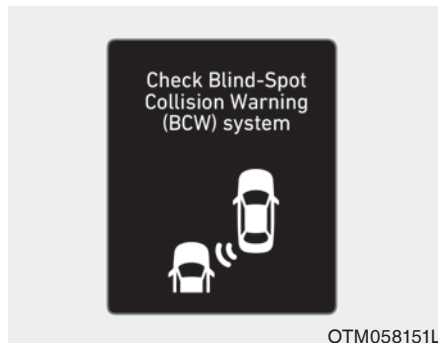 Check Blind-Spot
Collision Warning
(BCW) system
OTM058151L